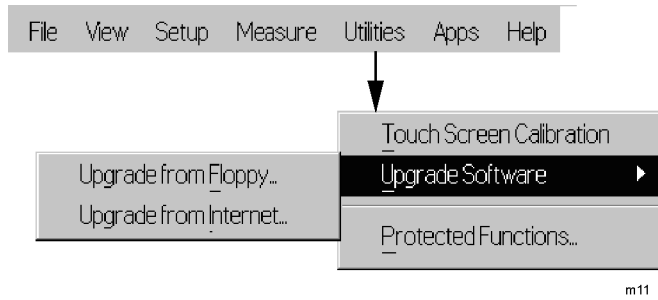 File View Setup Measure Utilities Apps Help
Touch Screen Calibration
Upgrade from Floppy... Upgrade Software
Upgrade from Internet...
Protected Functions...
m11